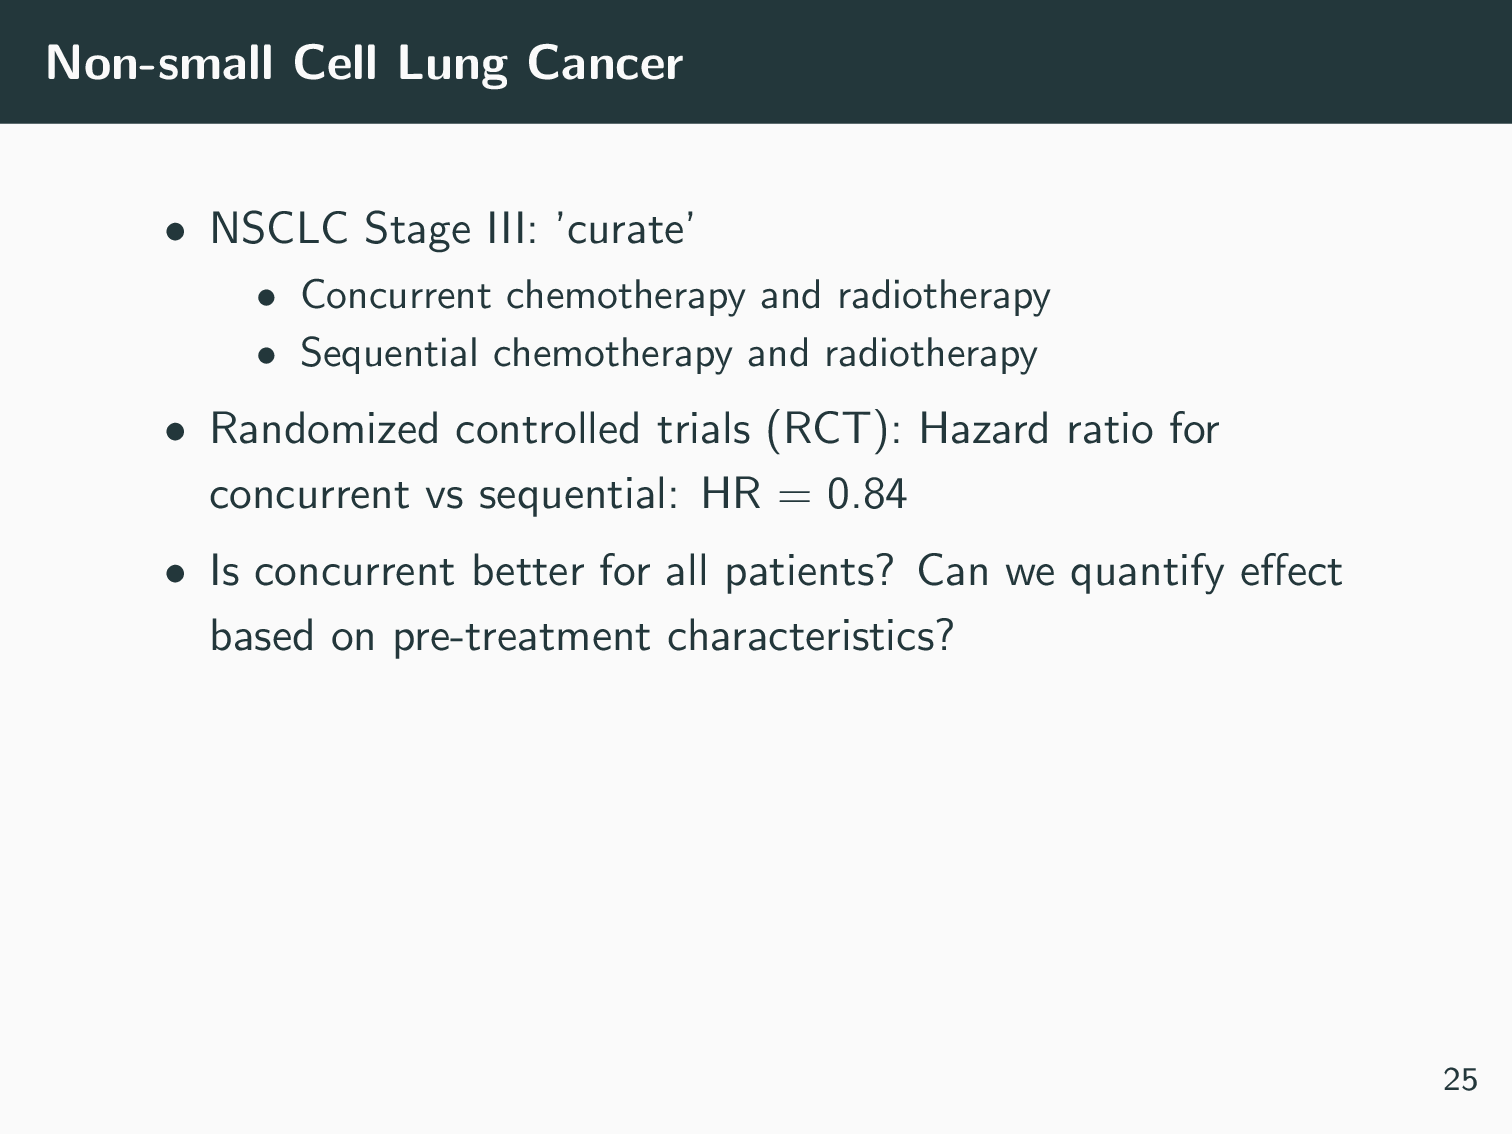 Non-small Cell Lung Cancer
• NSCLC Stage III: 'curate'
• Concurrent chemotherapy and radiotherapy
• Sequential chemotherapy and radiotherapy
• Randomized controlled trials (RCT): Hazard ratio for
concurrent vs sequential: HR = 0.84
• Is concurrent better for all patients? Can we quantify effect
based on pre-treatment characteristics?
25